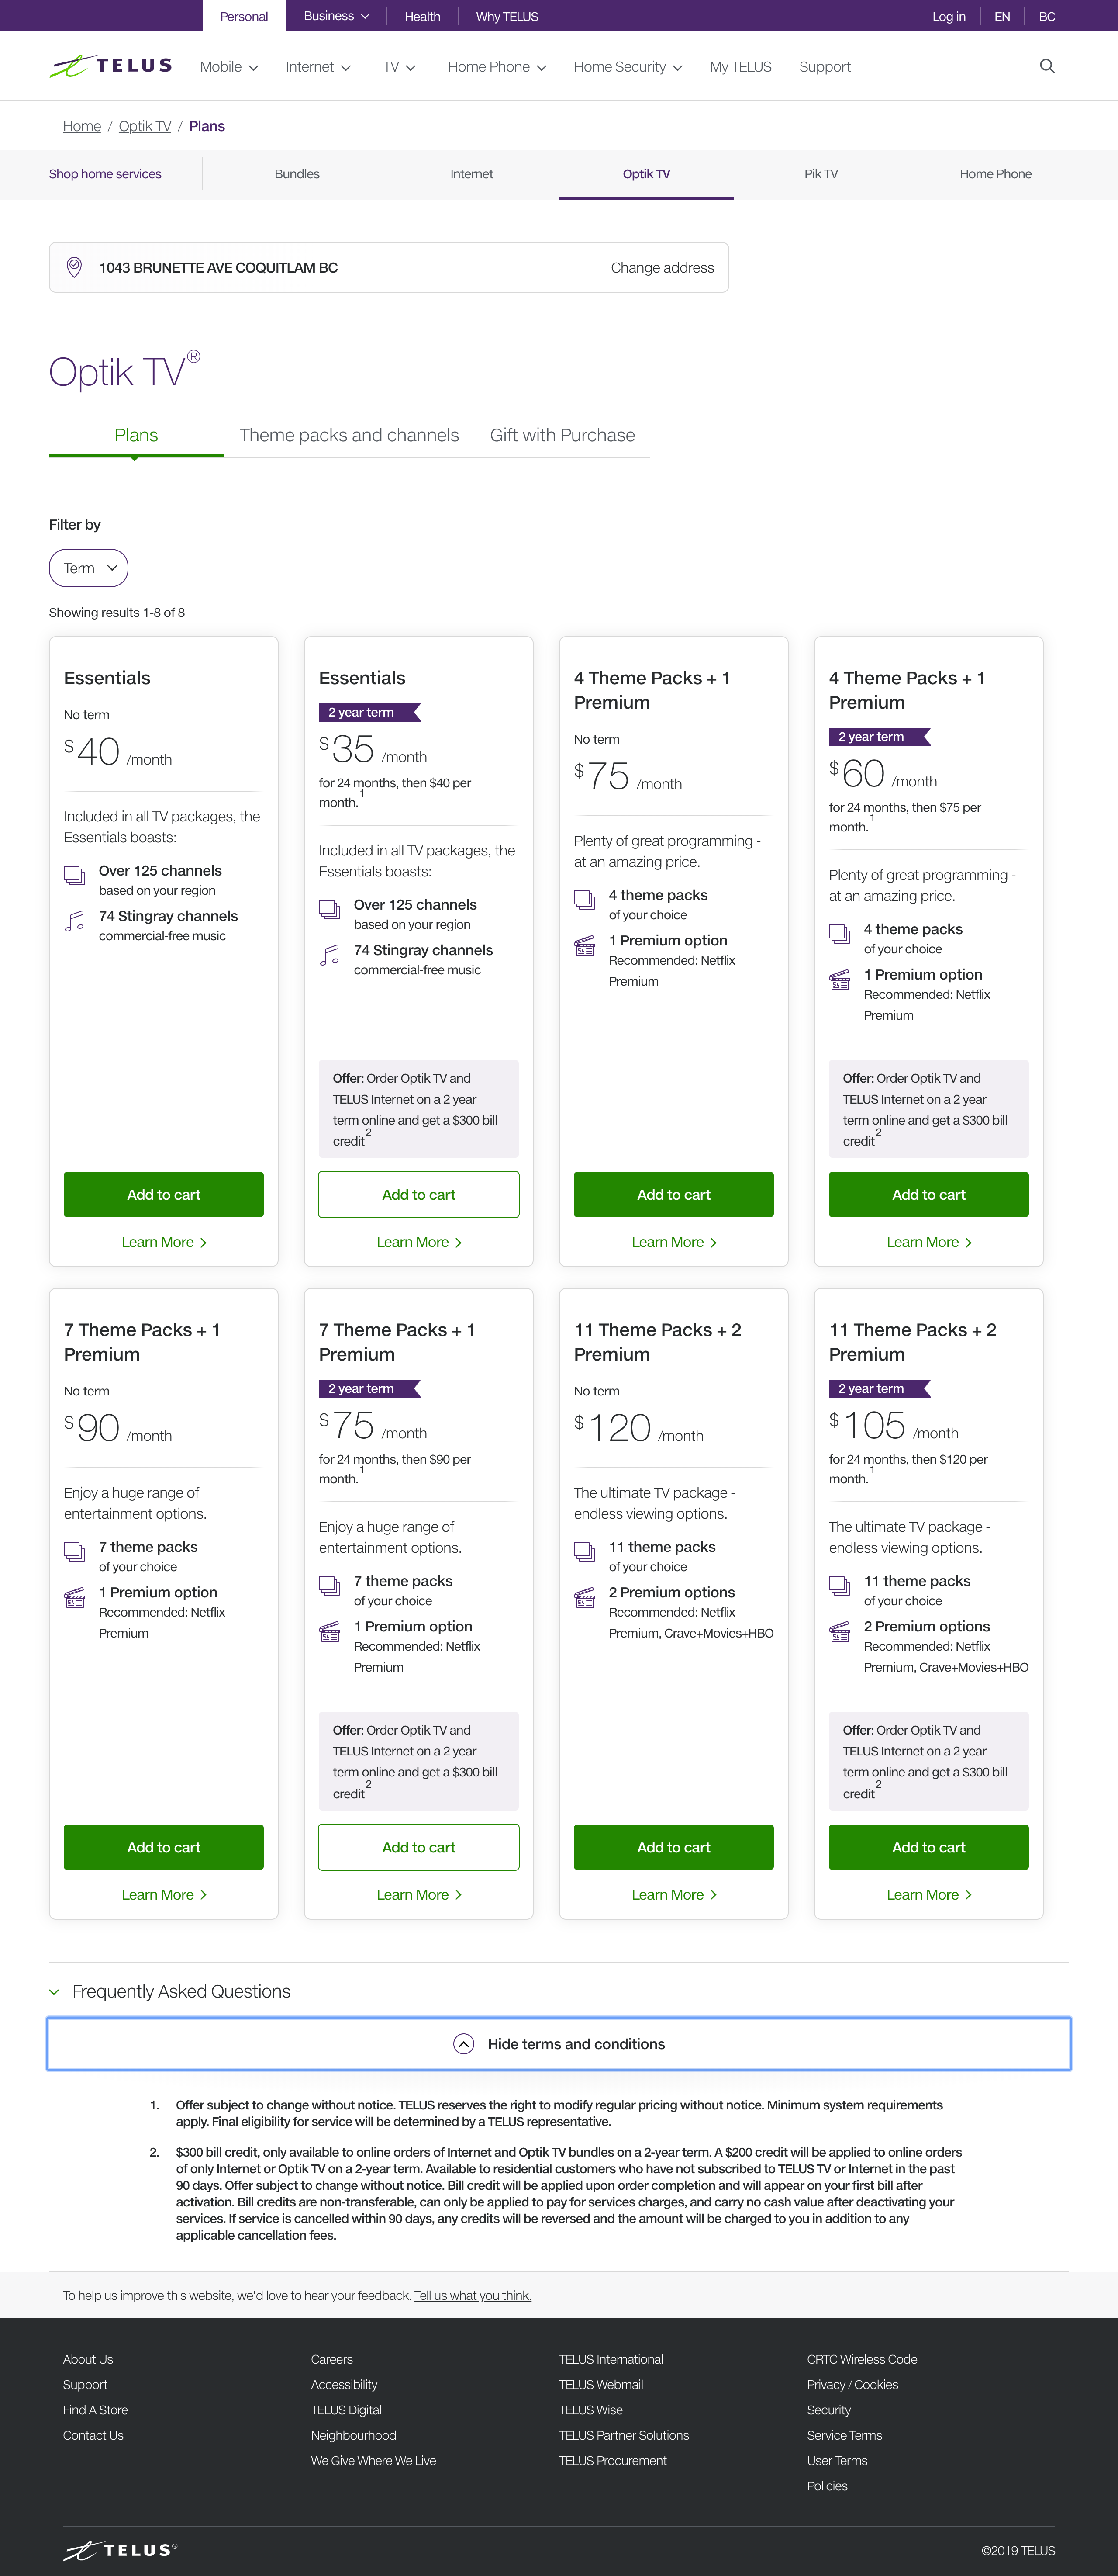 Personal
Business
Health
Why TELUS
Log in
EN
BC
TELUS
Mobile
Internet
TV
Home Phone
Home Security
My TELUS
Support
Home / Optik TV / Plans
Shop home services
Bundles
Internet
Optik TV
Pik TV
Home Phone
1043 BRUNETTE AVE COQUITLAM BC
Change address
Optik TV®
Plans
Theme packs and channels
Gift with Purchase
Filter by
Term
Showing results 1-8 of 8
Essentials
No term
$40 /month
Included in all TV packages, the
Essentials boasts:
Over 125 channels
based on your region
74 Stingray channels
commercial-free music
Add to cart
Learn More
Essentials
2 year term
$35 /month
for 24 months, then $40 per
month.1
Included in all TV packages, the
Essentials boasts:
Over 125 channels
based on your region
74 Stingray channels
commercial-free music
Offer: Order Optik TV and
TELUS Internet on a 2 year
term online and get a $300 bill
credit2
Add to cart
Learn More
4 Theme Packs + 1
Premium
No term
$75 /month
Plenty of great programming -
at an amazing price.
4 theme packs
of your choice
1 Premium option
Recommended: Netflix
Premium
Add to cart
Learn More
4 Theme Packs + 1
Premium
2 year term
$60 /month
for 24 months, then $75 per
month.1
Plenty of great programming -
at an amazing price.
4 theme packs
of your choice
1 Premium option
Recommended: Netflix
Premium
Offer: Order Optik TV and
TELUS Internet on a 2 year
term online and get a $300 bill
credit2
Add to cart
Learn More
7 Theme Packs + 1
Premium
No term
$90 /month
Enjoy a huge range of
entertainment options.
7 theme packs
of your choice
1 Premium option
Recommended: Netflix
Premium
Add to cart
Learn More
7 Theme Packs + 1
Premium
2 year term
$75 /month
for 24 months, then $90 per
month.1
Enjoy a huge range of
entertainment options.
7 theme packs
of your choice
1 Premium option
Recommended: Netflix
Premium
Offer: Order Optik TV and
TELUS Internet on a 2 year
term online and get a $300 bill
credit2
Add to cart
Learn More
11 Theme Packs + 2
Premium
No term
$120 /month
The ultimate TV package -
endless viewing options.
11 theme packs
of your choice
2 Premium options
Recommended: Netflix
Premium, Crave+Movies+HBO
Add to cart
Learn More
11 Theme Packs + 2
Premium
2 year term
$105 /month
for 24 months, then $120 per
month.1
The ultimate TV package -
endless viewing options.
11 theme packs
of your choice
2 Premium options
Recommended: Netflix
Premium, Crave+Movies+HBO
Offer: Order Optik TV and
TELUS Internet on a 2 year
term online and get a $300 bill
credit2
Add to cart
Learn More
Frequently Asked Questions
Hide terms and conditions
1. Offer subject to change without notice. TELUS reserves the right to modify regular pricing without notice. Minimum system requirements
apply. Final eligibility for service will be determined by a TELUS representative.
2. $300 bill credit, only available to online orders of Internet and Optik TV bundles on a 2-year term. A $200 credit will be applied to online orders
of only Internet or Optik TV on a 2-year term. Available to residential customers who have not subscribed to TELUS TV or Internet in the past
90 days. Offer subject to change without notice. Bill credit will be applied upon order completion and will appear on your first bill after
activation. Bill credits are non-transferable, can only be applied to pay for services charges, and carry no cash value after deactivating your
services. If service is cancelled within 90 days, any credits will be reversed and the amount will be charged to you in addition to any
applicable cancellation fees.
To help us improve this website, we'd love to hear your feedback. Tell us what you think.
About Us
Support
Find A Store
Contact Us
Careers
Accessibility
TELUS Digital
Neighbourhood
We Give Where We Live
TELUS International
TELUS Webmail
TELUS Wise
TELUS Partner Solutions
TELUS Procurement
CRTC Wireless Code
Privacy / Cookies
Security
Service Terms
User Terms
Policies
TELUS®
©2019 TELUS